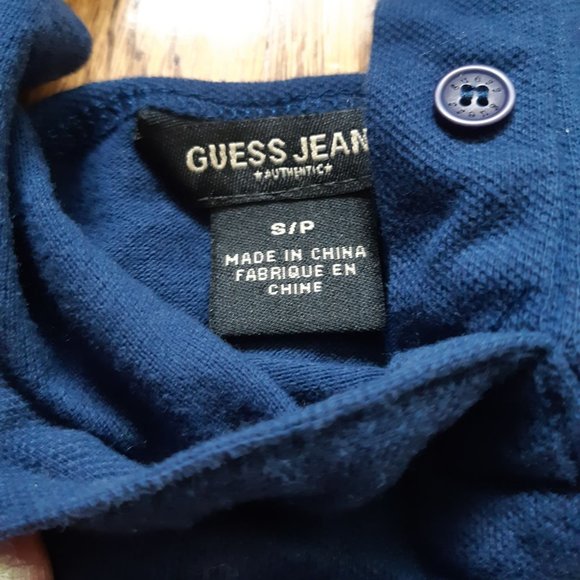 GUESS JEAN
★AUTHENTIC★
S/P
MADE IN CHINA
FABRIQUE EN
CHINE